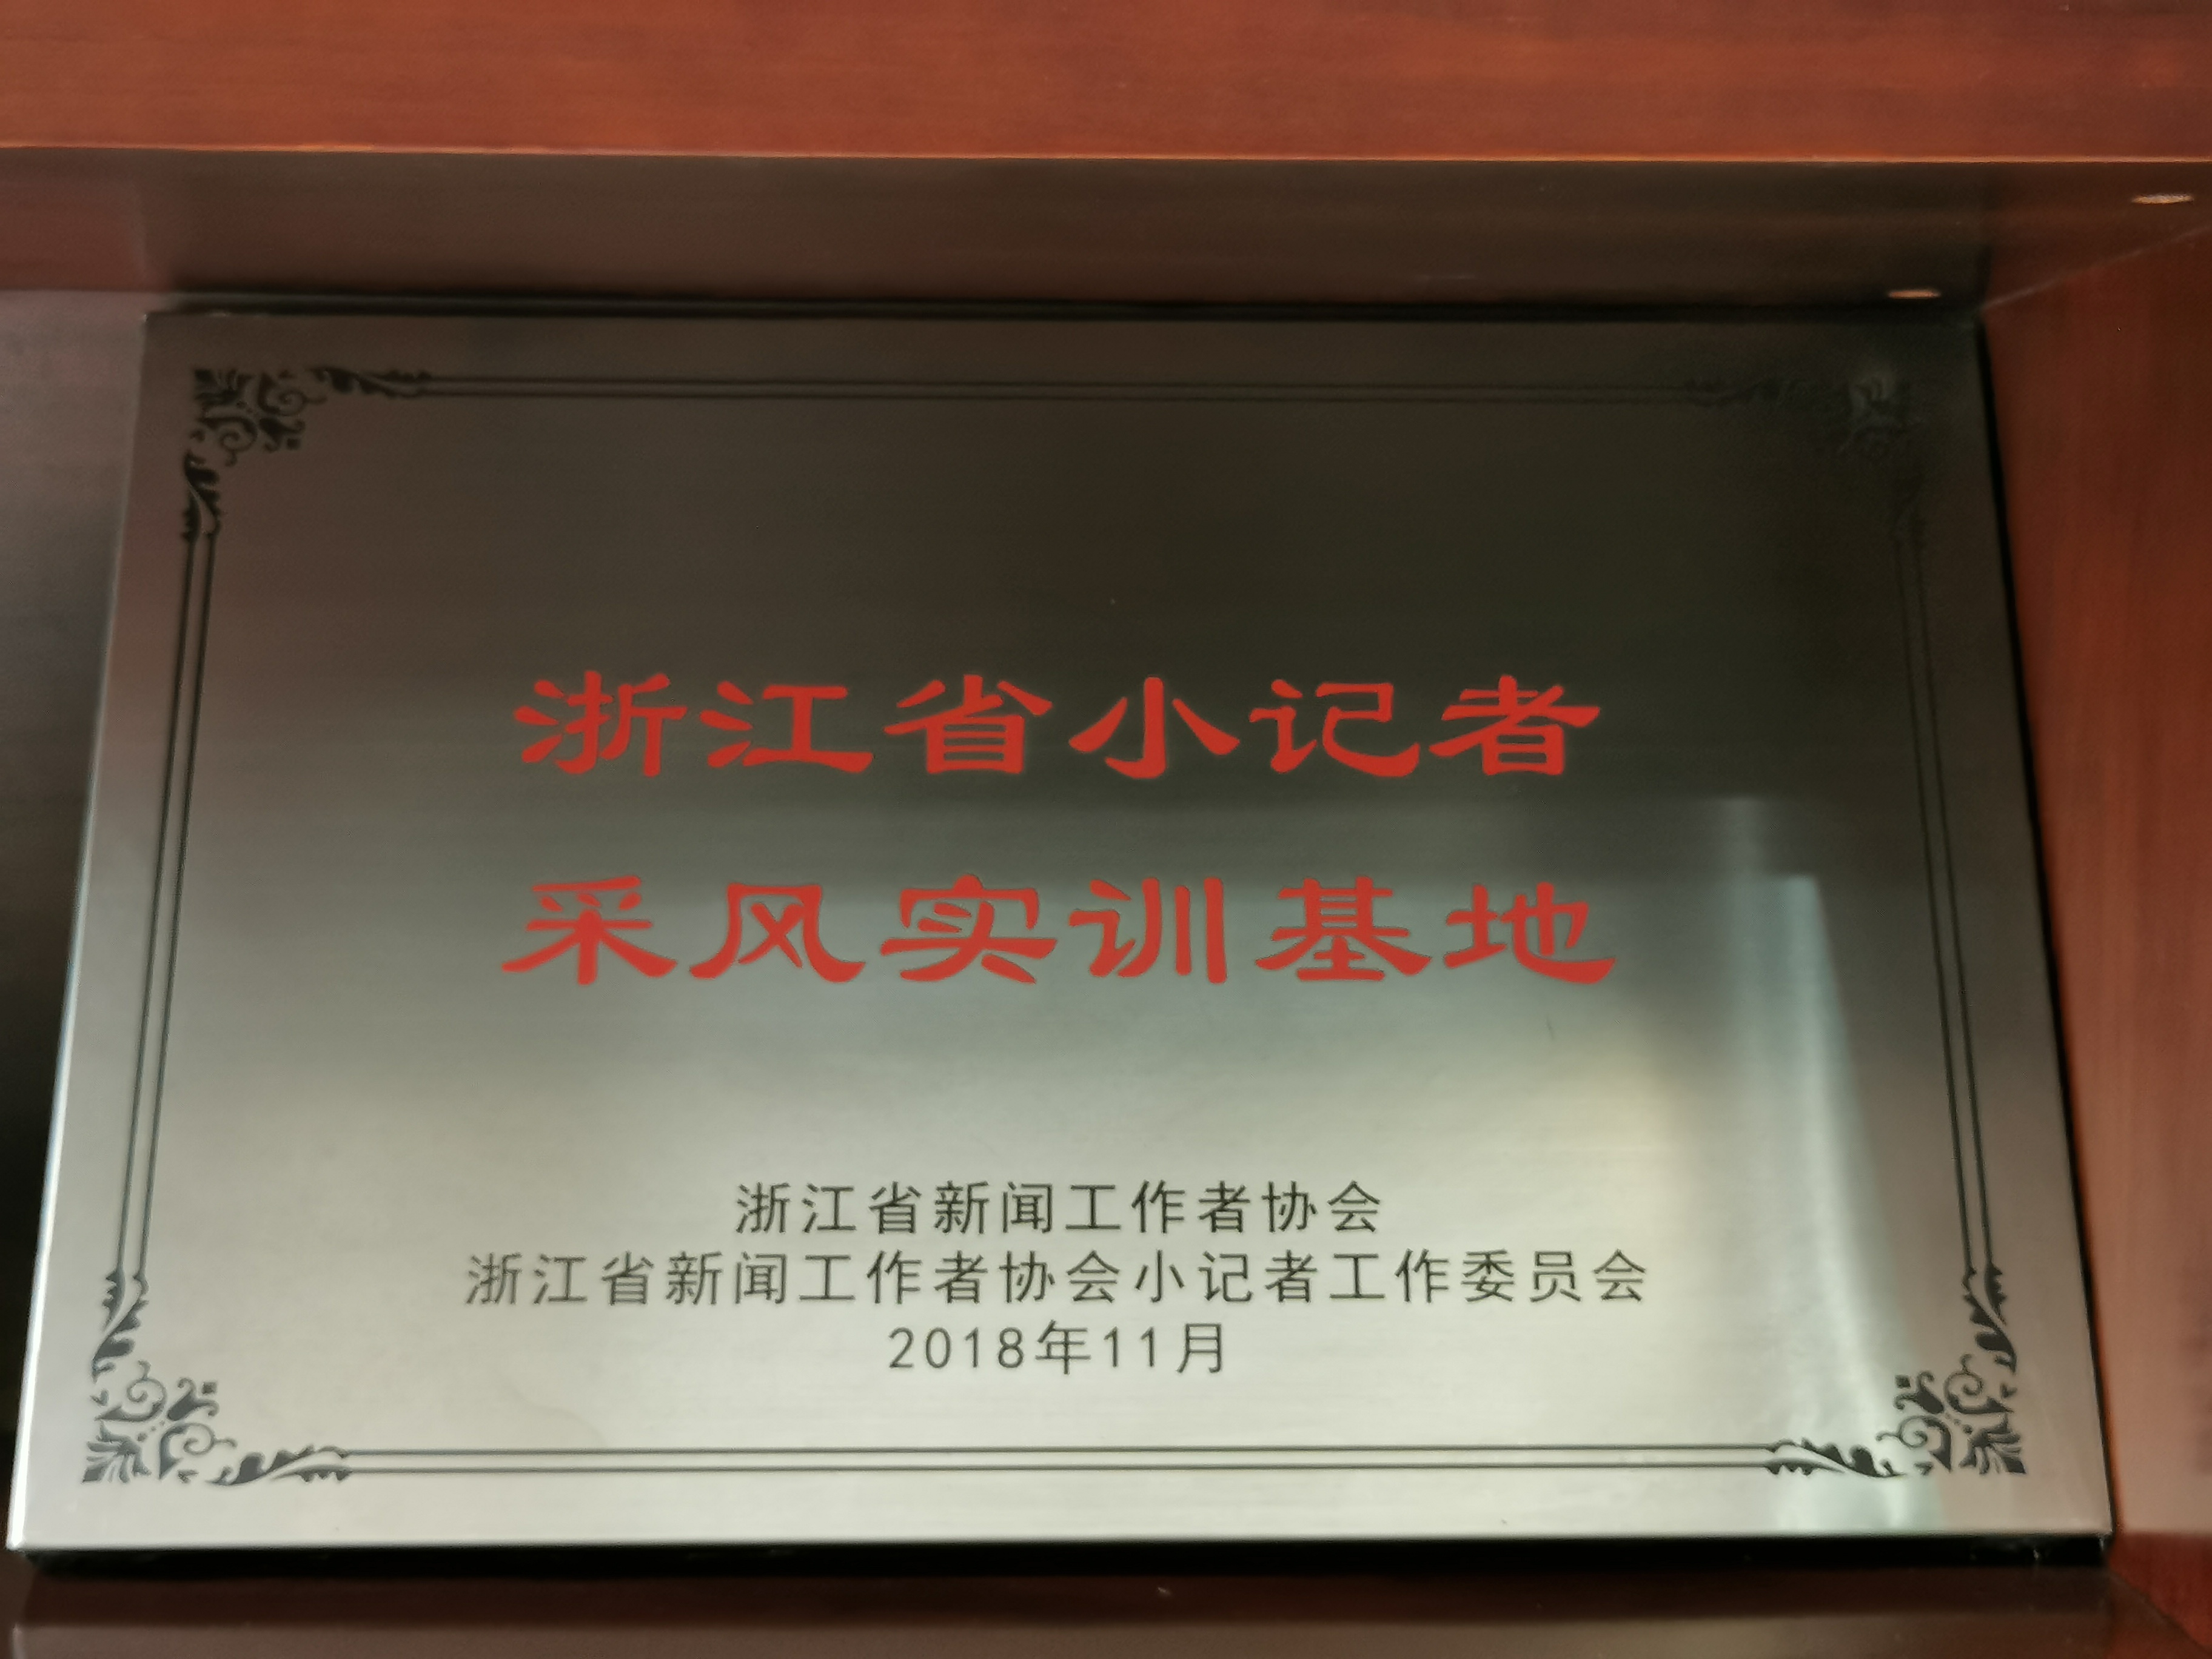 浙江省小记者
采风实训基地
浙江省新闻工作者协会
浙江省新闻工作者协会小记者工作委员会
2018年11月